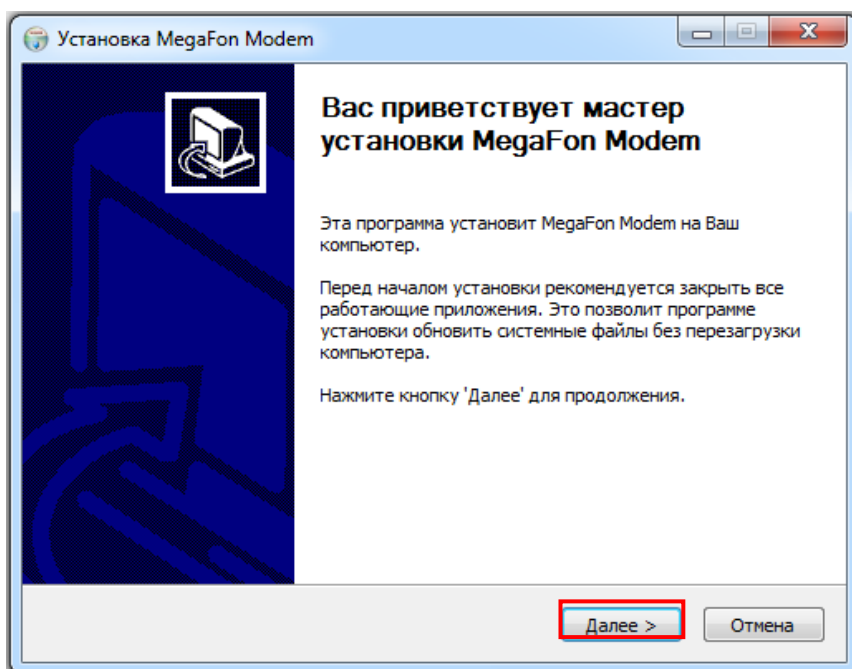 Установка MegaFon Modem
Вас приветствует мастер
установки MegaFon Modem
Эта программа установит MegaFon Modem на Ваш
компьютер.
Перед началом установки рекомендуется закрыть все
работающие приложения. Это позволит программе
установки обновить системные файлы без перезагрузки
компьютера.
Нажмите кнопку 'Далее' для продолжения.
Далее >
Отмена